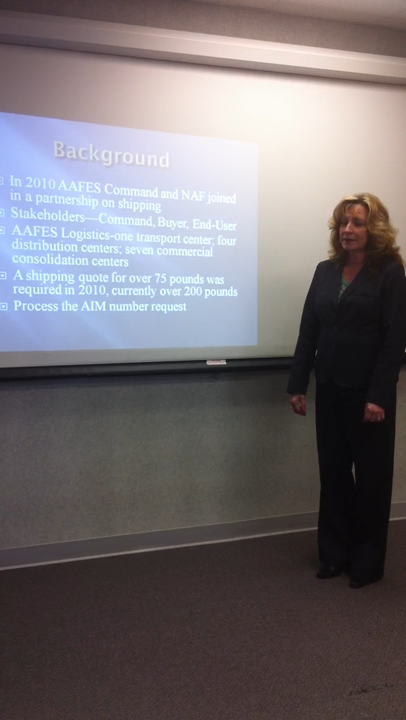 Background
In 2010 AAFES Command and NAF joined
in a partnership on shipping
Stakeholders—Command, Buyer, End-User
AAFES Logistics-one transport center; four
distribution centers; seven commercial
consolidation centers
A shipping quote for over 75 pounds was
required in 2010, currently over 200 pounds
Process the AIM number request